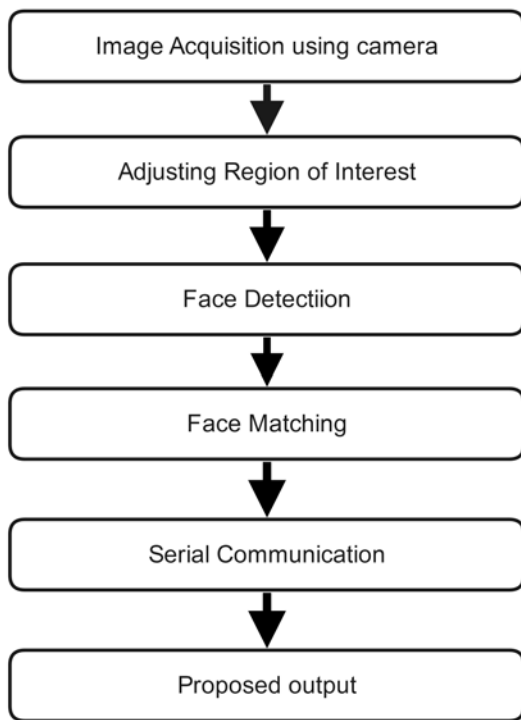 Image Acquisition using camera
Adjusting Region of Interest
Face Detectiion
Face Matching
Serial Communication
Proposed output